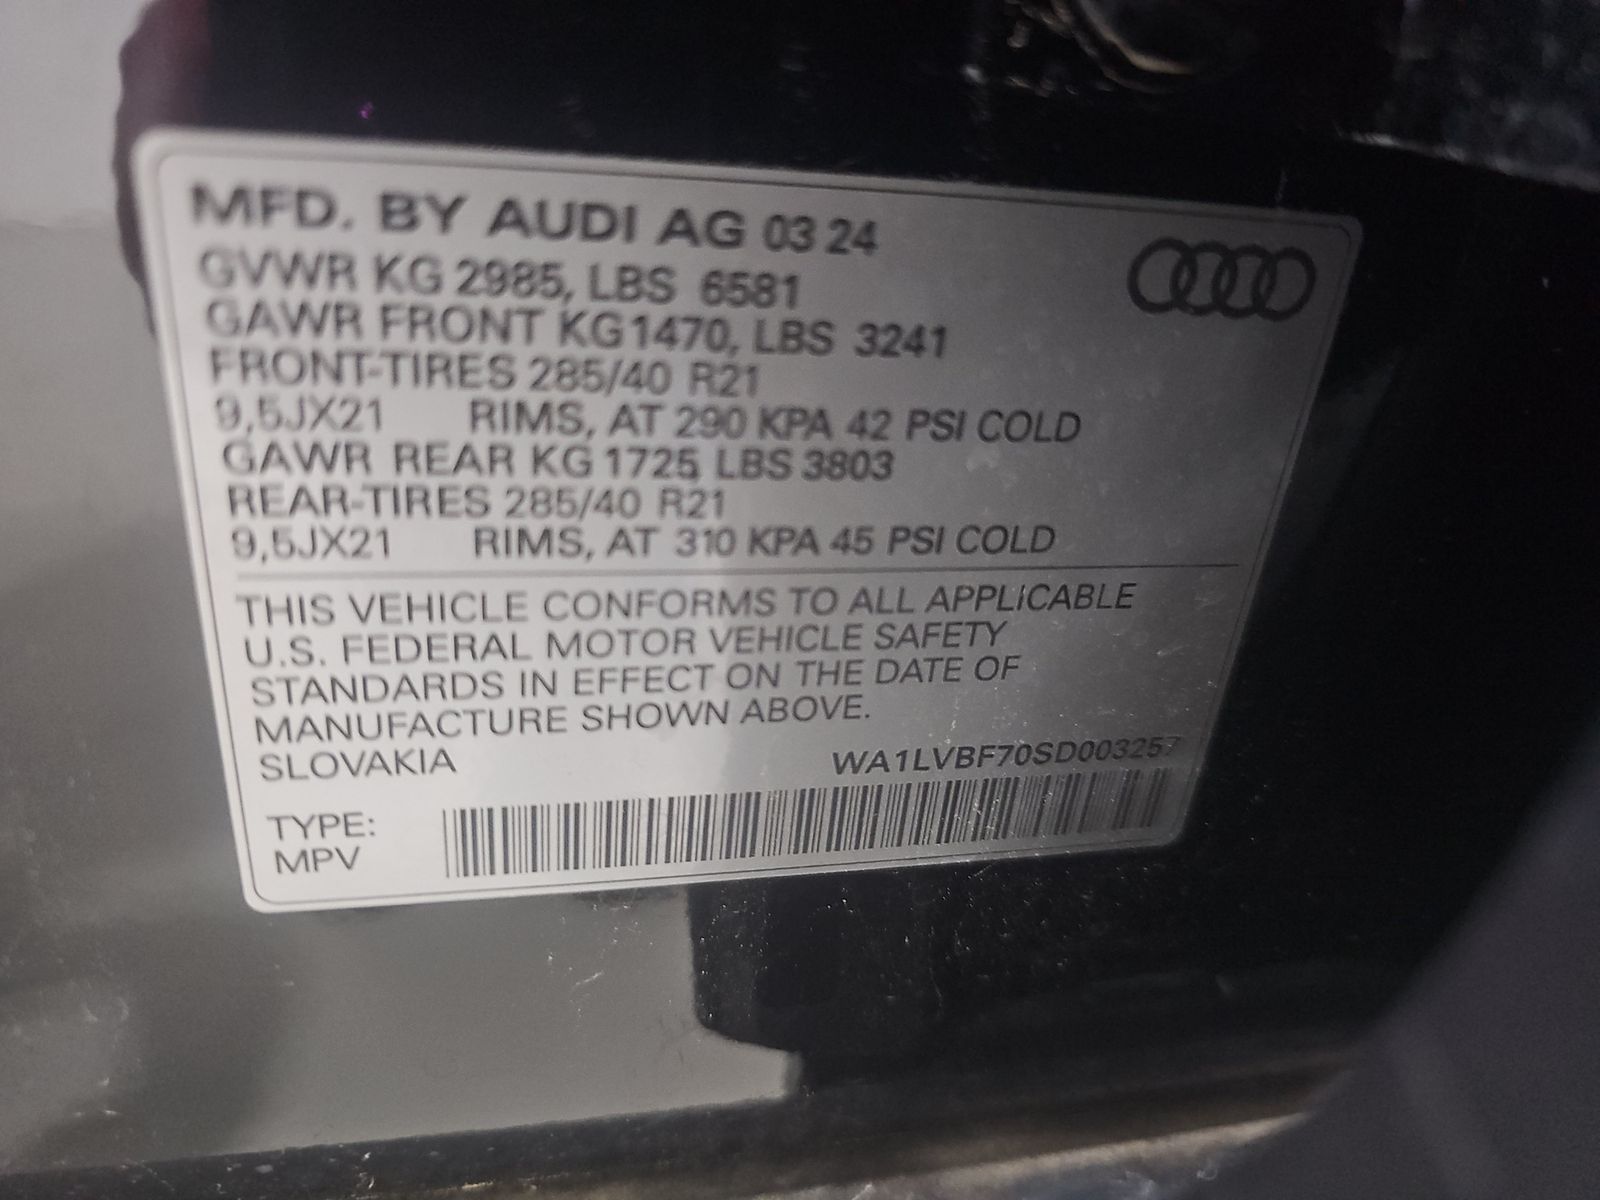 MFD. BY AUDI AG 03 24
GVWR KG 2985, LBS 6581
GAWR FRONT KG 1470, LBS 3241
FRONT-TIRES 285/40 R21
9,5JX21 RIMS, AT 290 KPA 42 PSI COLD
GAWR REAR KG 1725, LBS 3803
REAR-TIRES 285/40 R21
9,5JX21 RIMS, AT 310 KPA 45 PSI COLD
THIS VEHICLE CONFORMS TO ALL APPLICABLE
U.S. FEDERAL MOTOR VEHICLE SAFETY
STANDARDS IN EFFECT ON THE DATE OF
MANUFACTURE SHOWN ABOVE.
SLOVAKIA WA1LVBF70SD003257
TYPE:
MPV